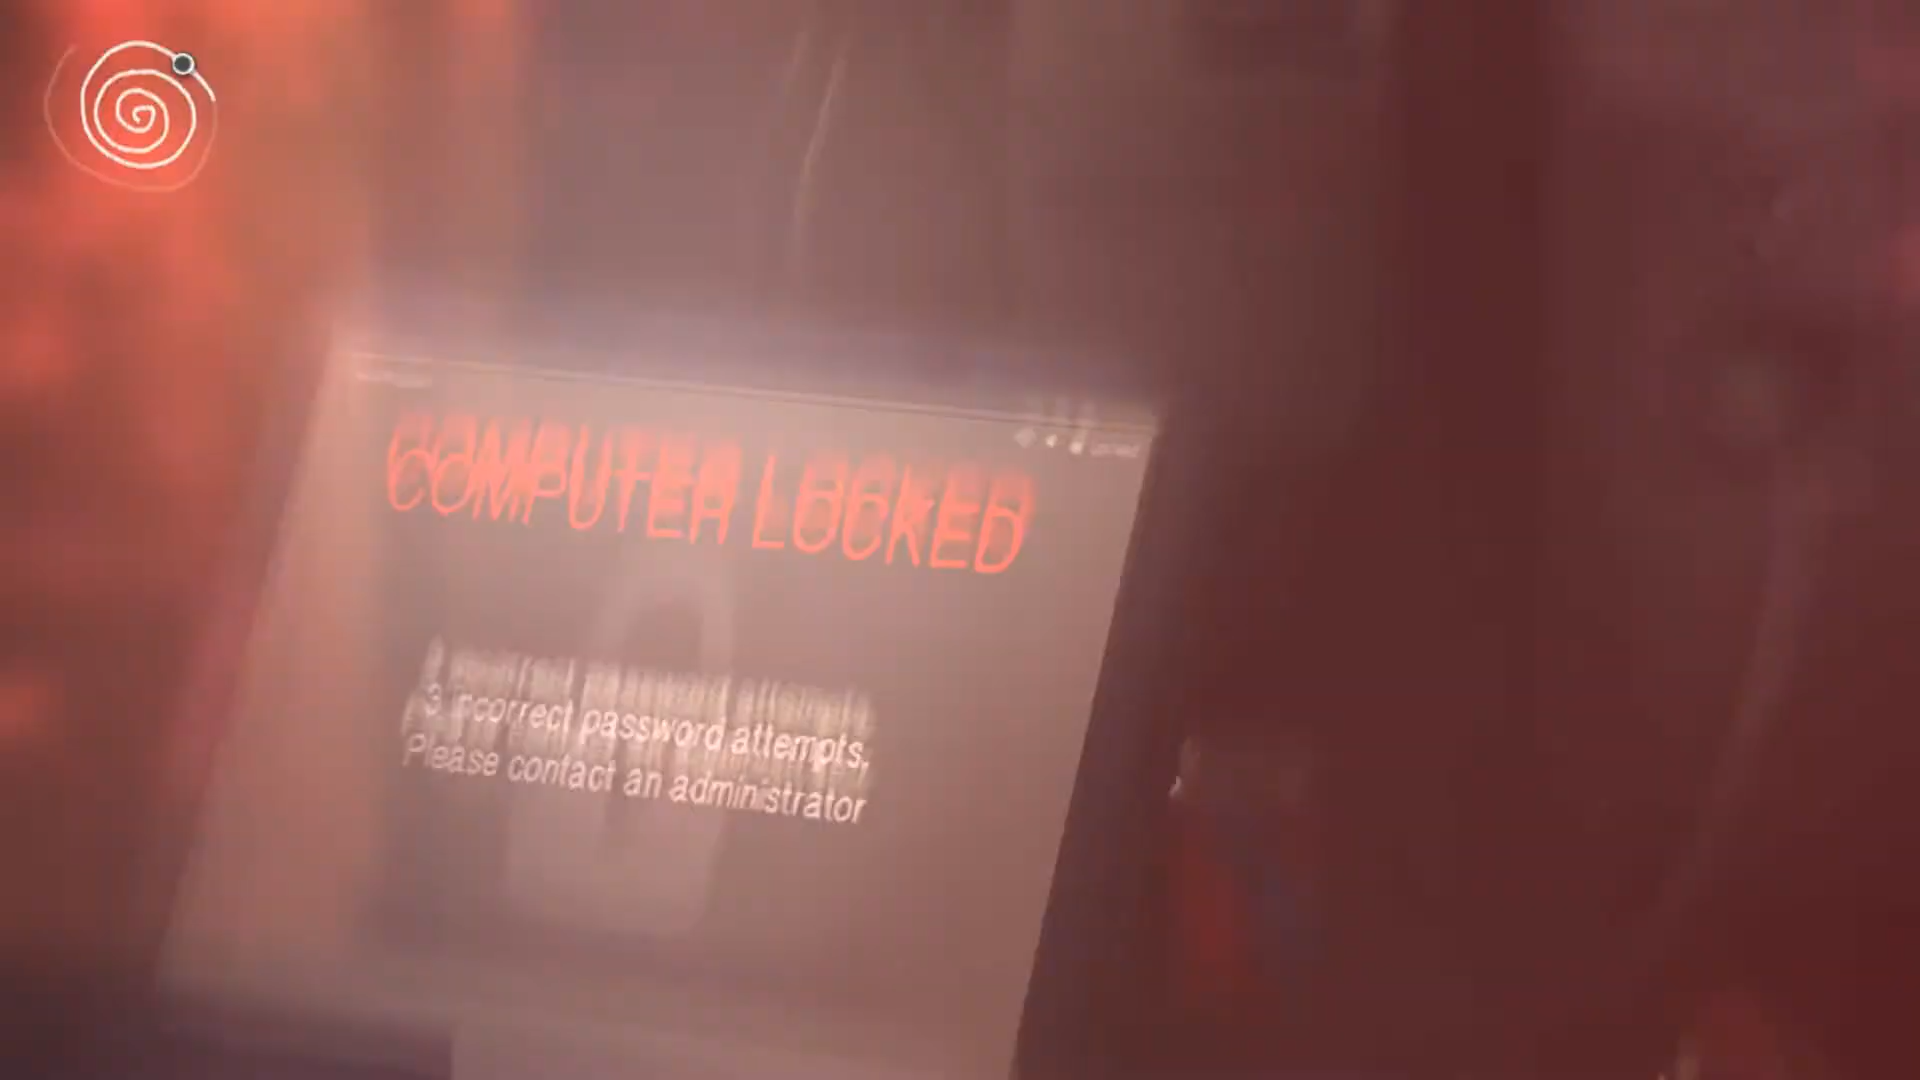 COMPUTER LOCKED
3 incorrect password attempts.
Please contact an administrator